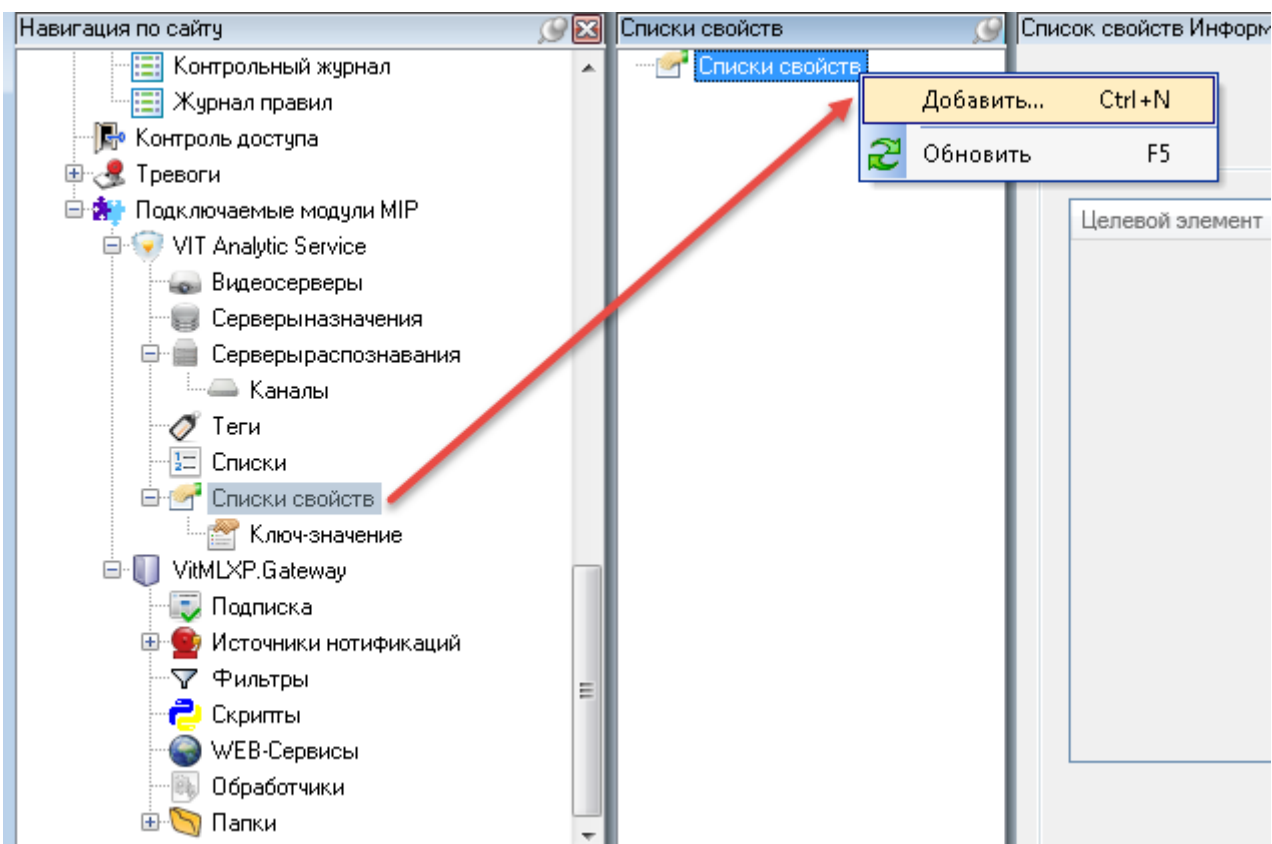 Навигация по сайту
Контрольный журнал
Журнал правил
Контроль доступа
Тревоги
Подключаемые модули MIP
VIT Analytic Service
Видеосерверы
Серверыназначения
Серверыраспознавания
Каналы
Теги
Списки
Списки свойств
Ключ-значение
VitMLXP.Gateway
Подписка
Источники нотификаций
Фильтры
Скрипты
WEB-Сервисы
Обработчики
Папки
Списки свойств
Списки свойств
Добавить... Ctrl+N
Обновить F5
Список свойств Информ
Целевой элемент